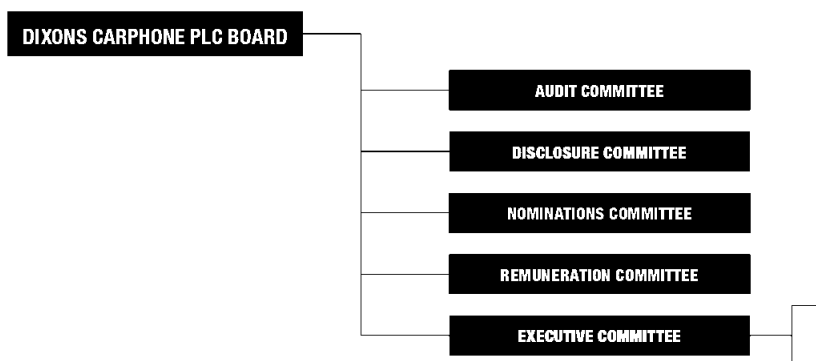 DIXONS CARPHONE PLC BOARD
AUDIT COMMITTEE
DISCLOSURE COMMITTEE
NOMINATIONS COMMITTEE
REMUNERATION COMMITTEE
EXECUTIVE COMMITTEE